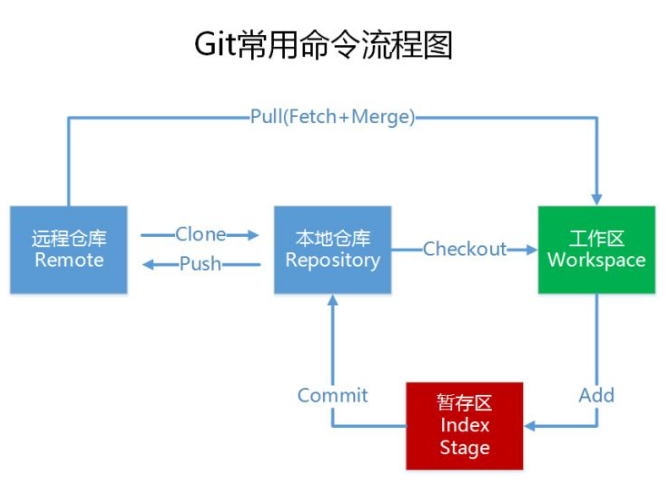 Git常用命令流程图
Pull(Fetch+Merge)
远程仓库
Remote
Clone
Push
本地仓库
Repository
Checkout
工作区
Workspace
Commit
暂存区
Index
Stage
Add